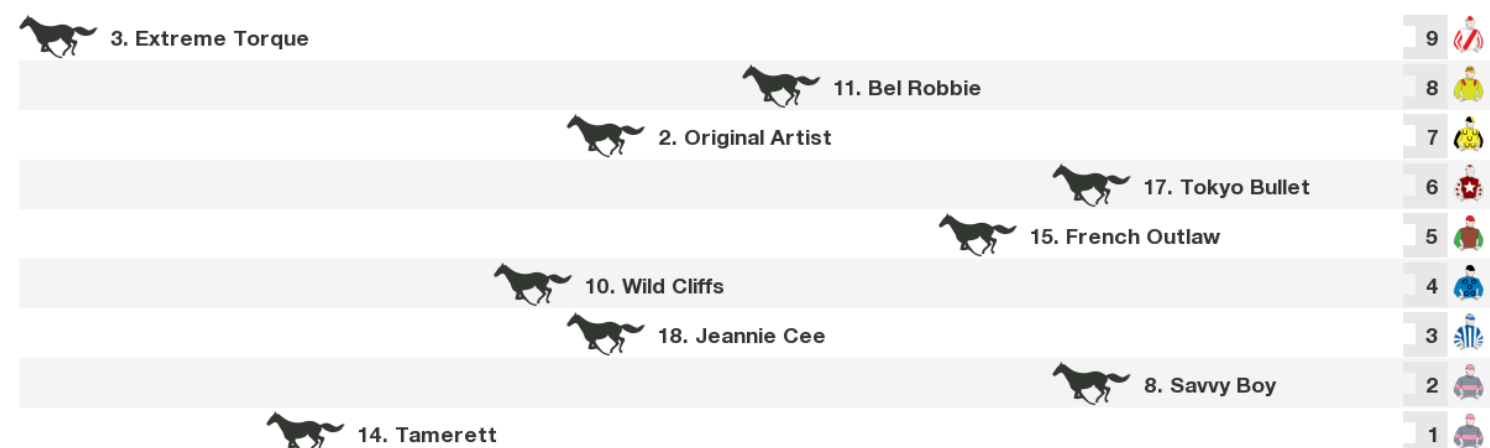 3. Extreme Torque 9
11. Bel Robbie 8
2. Original Artist 7
17. Tokyo Bullet 6
15. French Outlaw 5
10. Wild Cliffs 4
18. Jeannie Cee 3
8. Savvy Boy 2
14. Tamerett 1